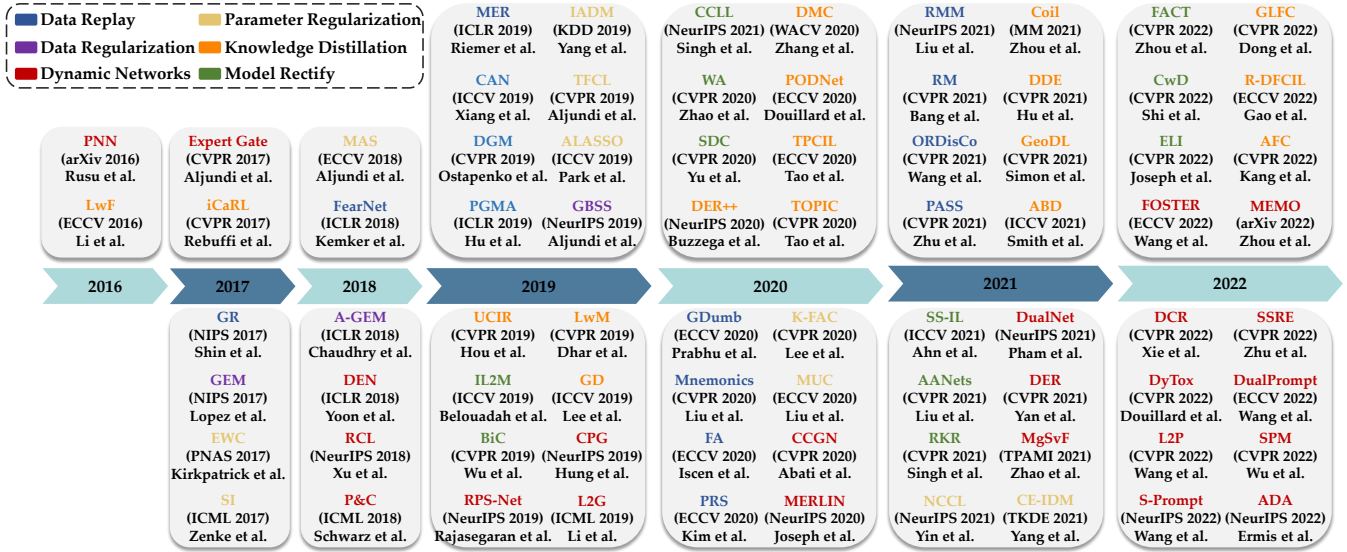 Data Replay
Parameter Regularization
Data Regularization
Knowledge Distillation
Dynamic Networks
Model Rectify
PNN
(arXiv 2016)
Rusu et al.
LwF
(ECCV 2016)
Li et al.
Expert Gate
(CVPR 2017)
Aljundi et al.
iCaRL
(CVPR 2017)
Rebuffi et al.
MAS
(ECCV 2018)
Aljundi et al.
FearNet
(ICLR 2018)
Kemker et al.
MER
(ICLR 2019)
Riemer et al.
CAN
(ICCV 2019)
Xiang et al.
DGM
(CVPR 2019)
Ostapenko et al.
PGMA
(ICLR 2019)
Hu et al.
IADM
(KDD 2019)
Yang et al.
TFCL
(CVPR 2019)
Aljundi et al.
ALASSO
(ICCV 2019)
Park et al.
GBSS
(NeurIPS 2019)
Aljundi et al.
CCLL
(NeurIPS 2021)
Singh et al.
WA
(CVPR 2020)
Zhao et al.
SDC
(CVPR 2020)
Yu et al.
DER++
(NeurIPS 2020)
Buzzega et al.
DMC
(WACV 2020)
Zhang et al.
PODNet
(ECCV 2020)
Douillard et al.
TPCIL
(ECCV 2020)
Tao et al.
TOPIC
(CVPR 2020)
Tao et al.
RMM
(NeurIPS 2021)
Liu et al.
RM
(CVPR 2021)
Bang et al.
ORDisCo
(CVPR 2021)
Wang et al.
PASS
(CVPR 2021)
Zhu et al.
Coil
(MM 2021)
Zhou et al.
DDE
(CVPR 2021)
Hu et al.
GeoDL
(CVPR 2021)
Simon et al.
ABD
(ICCV 2021)
Smith et al.
FACT
(CVPR 2022)
Zhou et al.
CwD
(CVPR 2022)
Shi et al.
ELI
(CVPR 2022)
Joseph et al.
FOSTER
(ECCV 2022)
Wang et al.
GLFC
(CVPR 2022)
Dong et al.
R-DFCIL
(ECCV 2022)
Gao et al.
AFC
(CVPR 2022)
Kang et al.
MEMO
(arXiv 2022)
Zhou et al.
2016
2017
2018
2019
2020
2021
2022
GR
(NIPS 2017)
Shin et al.
GEM
(NIPS 2017)
Lopez et al.
EWC
(PNAS 2017)
Kirkpatrick et al.
SI
(ICML 2017)
Zenke et al.
A-GEM
(ICLR 2018)
Chaudhry et al.
DEN
(ICLR 2018)
Yoon et al.
RCL
(NeurIPS 2018)
Xu et al.
P&C
(ICML 2018)
Schwarz et al.
UCIR
(CVPR 2019)
Hou et al.
IL2M
(ICCV 2019)
Belouadah et al.
BiC
(CVPR 2019)
Wu et al.
RPS-Net
(NeurIPS 2019)
Rajasegaran et al.
LwM
(CVPR 2019)
Dhar et al.
GD
(ICCV 2019)
Lee et al.
CPG
(NeurIPS 2019)
Hung et al.
L2G
(ICML 2019)
Li et al.
GDumb
(ECCV 2020)
Prabhu et al.
Mnemonics
(CVPR 2020)
Liu et al.
FA
(ECCV 2020)
Iscen et al.
PRS
(ECCV 2020)
Kim et al.
K-FAC
(CVPR 2020)
Lee et al.
MUC
(ECCV 2020)
Liu et al.
CCGN
(CVPR 2020)
Abati et al.
MERLIN
(NeurIPS 2020)
Joseph et al.
SS-IL
(ICCV 2021)
Ahn et al.
AANets
(CVPR 2021)
Liu et al.
RKR
(CVPR 2021)
Singh et al.
NCCL
(NeurIPS 2021)
Yin et al.
DualNet
(NeurIPS 2021)
Pham et al.
DER
(CVPR 2021)
Yan et al.
MgSvF
(TPAMI 2021)
Zhao et al.
CE-IDM
(TKDE 2021)
Yang et al.
DCR
(CVPR 2022)
Xie et al.
DyTox
(CVPR 2022)
Douillard et al.
L2P
(CVPR 2022)
Wang et al.
S-Prompt
(NeurIPS 2022)
Wang et al.
SSRE
(CVPR 2022)
Zhu et al.
DualPrompt
(ECCV 2022)
Wang et al.
SPM
(CVPR 2022)
Wu et al.
ADA
(NeurIPS 2022)
Ermis et al.